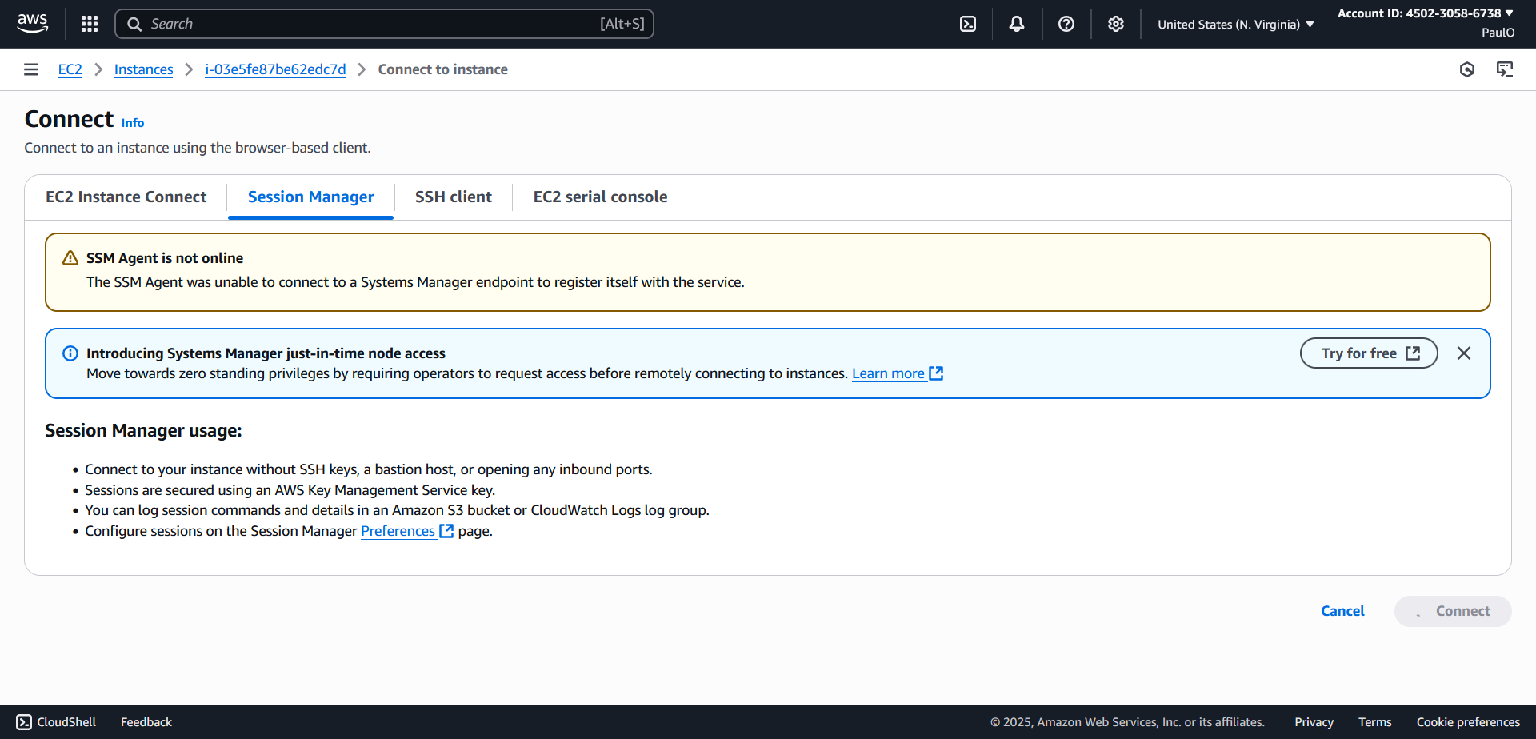 aws
Search [Alt+S]
United States (N. Virginia)
Account ID: 4502-3058-6738
PaulO
EC2 Instances i-03e5fe87be62edc7d Connect to instance
Connect Info
Connect to an instance using the browser-based client.
EC2 Instance Connect Session Manager SSH client EC2 serial console
SSM Agent is not online
The SSM Agent was unable to connect to a Systems Manager endpoint to register itself with the service.
Introducing Systems Manager just-in-time node access
Move towards zero standing privileges by requiring operators to request access before remotely connecting to instances. Learn more
Try for free
Session Manager usage:
• Connect to your instance without SSH keys, a bastion host, or opening any inbound ports.
• Sessions are secured using an AWS Key Management Service key.
• You can log session commands and details in an Amazon S3 bucket or CloudWatch Logs log group.
• Configure sessions on the Session Manager Preferences page.
Cancel Connect
CloudShell Feedback © 2025, Amazon Web Services, Inc. or its affiliates. Privacy Terms Cookie preferences